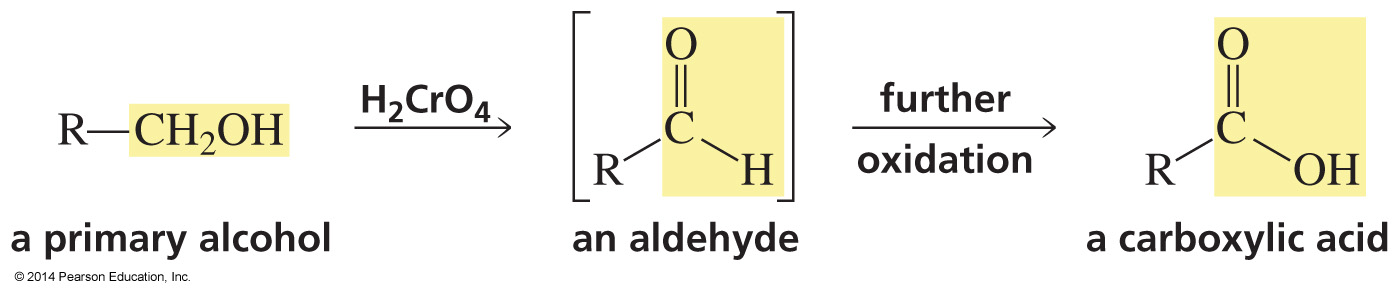 R—CH₂OH
H₂CrO₄
O
C
R
H
further
oxidation
O
C
R
OH
a primary alcohol
an aldehyde
a carboxylic acid
© 2014 Pearson Education, Inc.